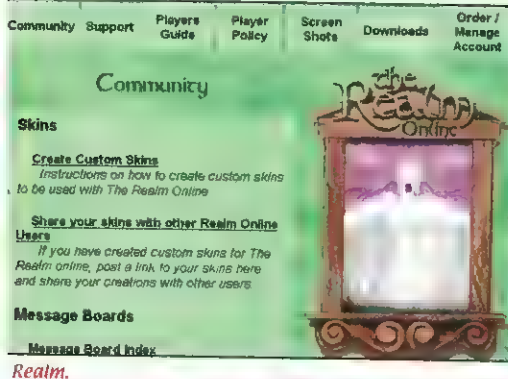 Community Support Players Guide Player Policy Screen Shots Downloads Order / Manage Account
Community
the Realm Online
Skins
Create Custom Skins
Instructions on how to create custom skins
to be used with The Realm Online
Share your skins with other Realm Online
Users
If you have created custom skins for The
Realm online, post a link to your skins here
and share your creations with other users
Message Boards
Message Board Index
Realm.